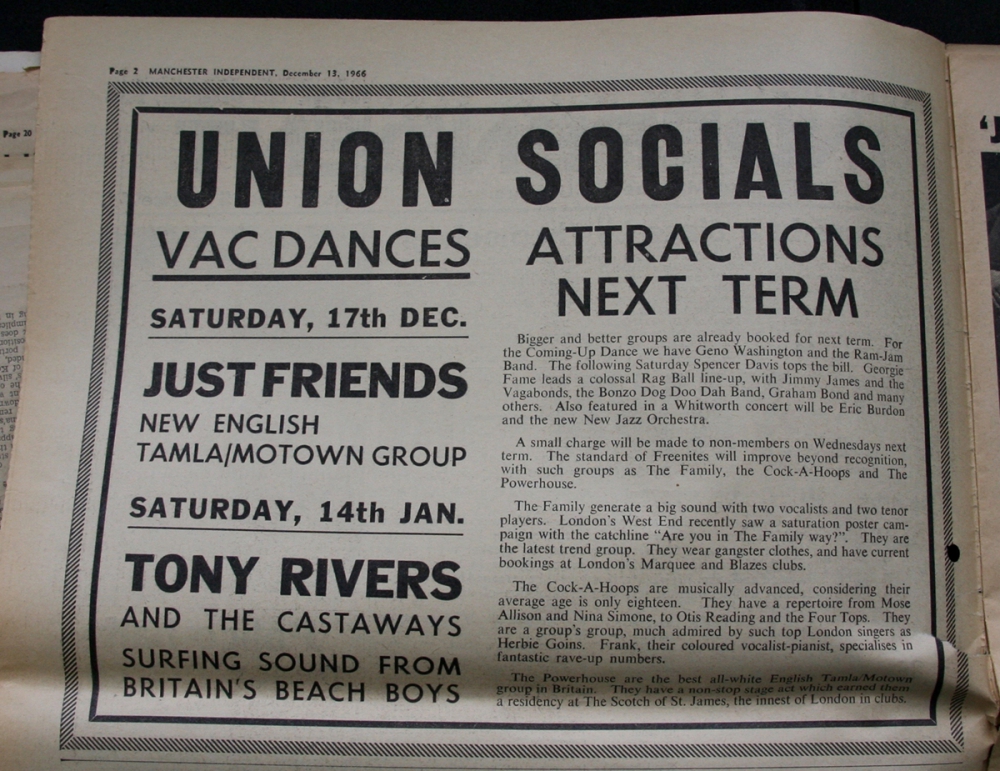 Page 2 MANCHESTER INDEPENDENT, December 13, 1966
Page 20
UNION SOCIALS
VAC DANCES
SATURDAY, 17th DEC.
JUST FRIENDS
NEW ENGLISH
TAMLA/MOTOWN GROUP
SATURDAY, 14th JAN.
TONY RIVERS
AND THE CASTAWAYS
SURFING SOUND FROM
BRITAIN'S BEACH BOYS
ATTRACTIONS
NEXT TERM
Bigger and better groups are already booked for next term. For
the Coming-Up Dance we have Geno Washington and the Ram-Jam
Band. The following Saturday Spencer Davis tops the bill. Georgie
Fame leads a colossal Rag Ball line-up, with Jimmy James and the
Vagabonds, the Bonzo Dog Doo Dah Band, Graham Bond and many
others. Also featured in a Whitworth concert will be Eric Burdon
and the new New Jazz Orchestra.
A small charge will be made to non-members on Wednesdays next
term. The standard of Freenites will improve beyond recognition,
with such groups as The Family, the Cock-A-Hoops and The
Powerhouse.
The Family generate a big sound with two vocalists and two tenor
players. London's West End recently saw a saturation poster cam-
paign with the catchline "Are you in The Family way?". They are
the latest trend group. They wear gangster clothes, and have current
bookings at London's Marquee and Blazes clubs.
The Cock-A-Hoops are musically advanced, considering their
average age is only eighteen. They have a repertoire from Mose
Allison and Nina Simone, to Otis Reading and the Four Tops. They
are a group's group, much admired by such top London singers as
Herbie Goins. Frank, their coloured vocalist-pianist, specialises in
fantastic rave-up numbers.
The Powerhouse are the best all-white English Tamla/Motown
group in Britain. They have a non-stop stage act which earned them
a residency at The Scotch of St. James, the innest of London in clubs.